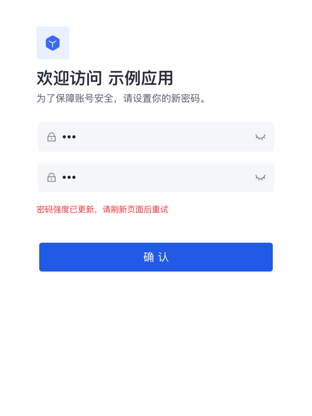 欢迎访问 示例应用
为了保障账号安全，请设置你的新密码。
•••
•••
密码强度已更新，请刷新页面后重试
确 认